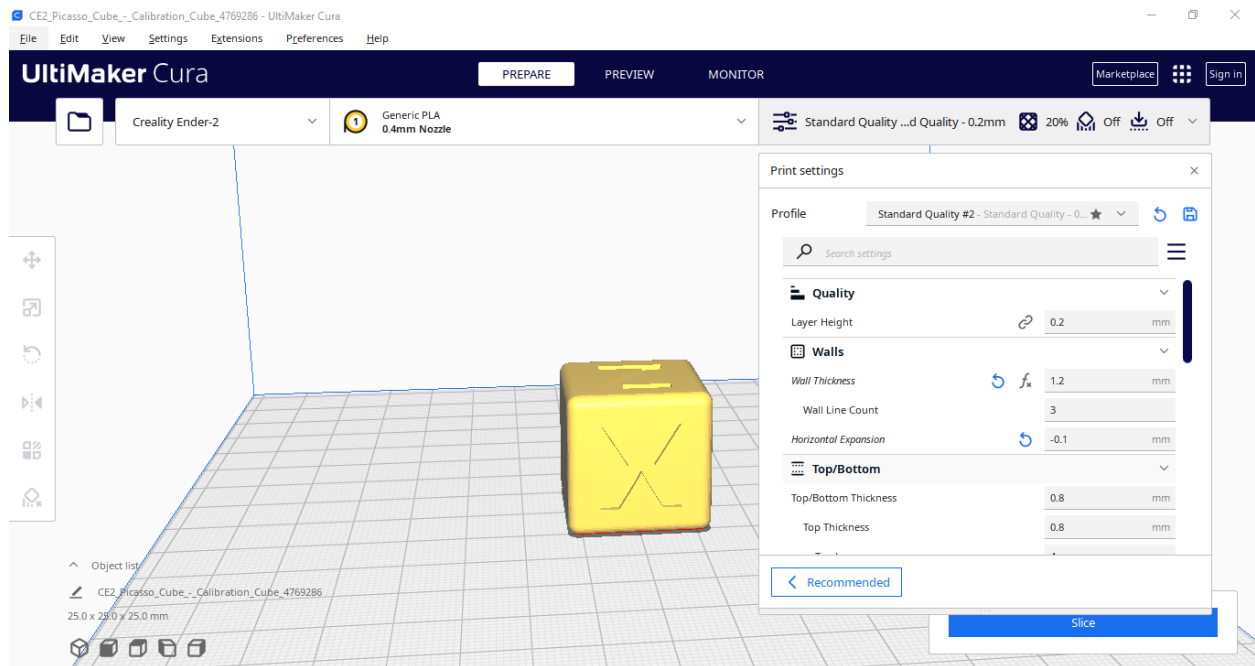 CE2_Picasso_Cube_-_Calibration_Cube_4769286 - UltiMaker Cura
File Edit View Settings Extensions Preferences Help
UltiMaker Cura PREPARE PREVIEW MONITOR Marketplace Sign in
Creality Ender-2
1
Generic PLA
0.4mm Nozzle
Standard Quality ...d Quality - 0.2mm 20% Off Off
Print settings
Profile Standard Quality #2 - Standard Quality - 0...
Search settings
Quality
Layer Height 0.2 mm
Walls
Wall Thickness fx 1.2 mm
Wall Line Count 3
Horizontal Expansion -0.1 mm
Top/Bottom
Top/Bottom Thickness 0.8 mm
Top Thickness 0.8 mm
Recommended
Slice
X
Object list
CE2_Picasso_Cube_-_Calibration_Cube_4769286
25.0 x 25.0 x 25.0 mm